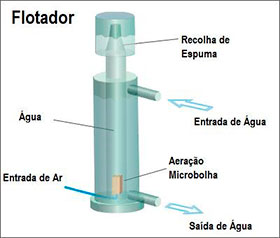 Flotador
Recolha de
Espuma
Água
Entrada de Água
Entrada de Ar
Aeração
Microbolha
Saída de Água